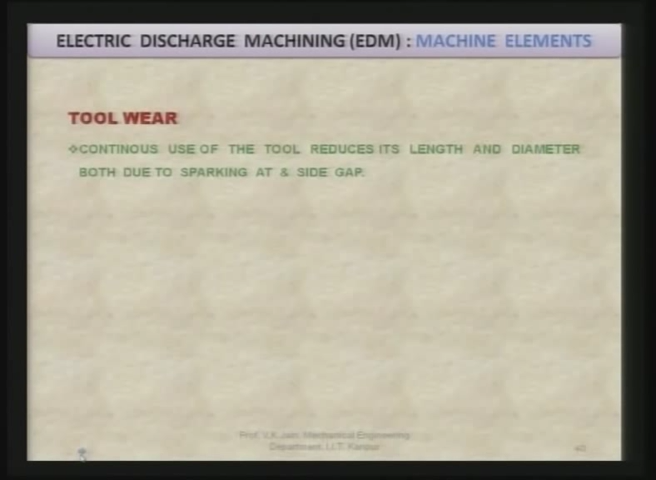 ELECTRIC DISCHARGE MACHINING (EDM) : MACHINE ELEMENTS
TOOL WEAR
❖CONTINOUS USE OF THE TOOL REDUCES ITS LENGTH AND DIAMETER
BOTH DUE TO SPARKING AT & SIDE GAP.
Prof. V.K.Jain, Mechanical Engineering
Department, I.I.T. Kanpur